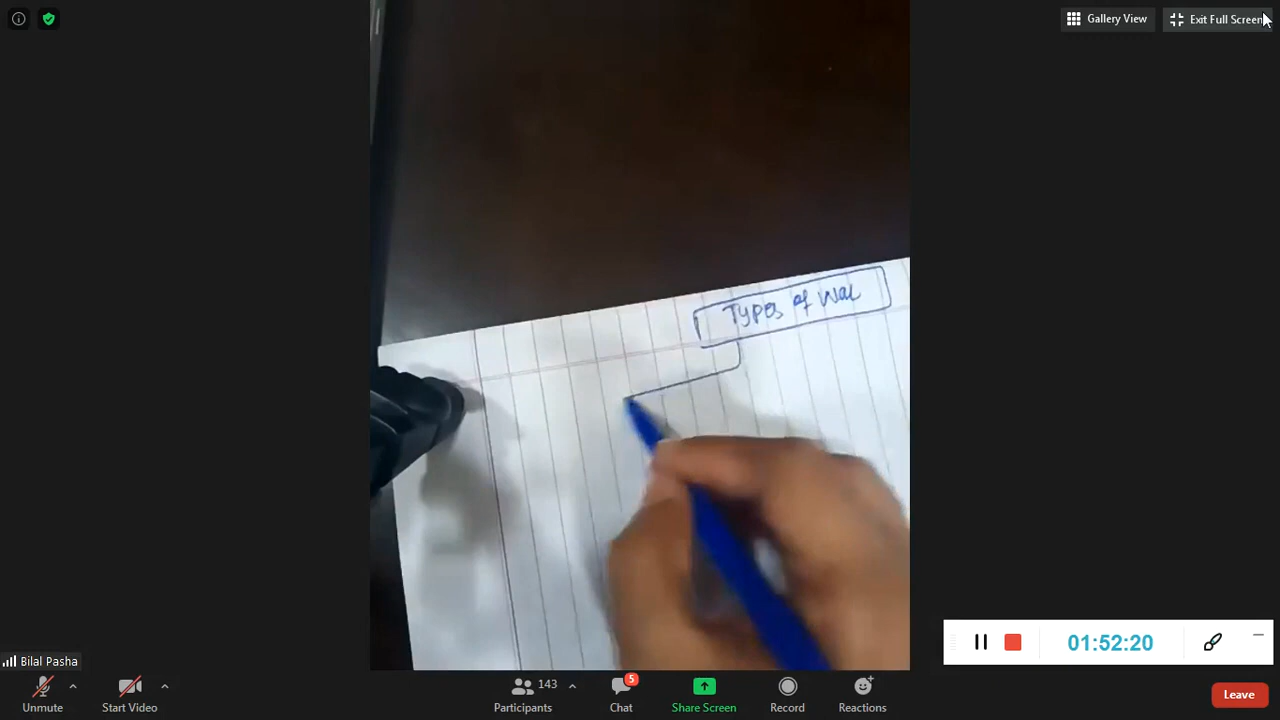 Gallery View
Exit Full Screen
Types of War
Bilal Pasha
01:52:20
Unmute
Start Video
143
Participants
5
Chat
Share Screen
Record
Reactions
Leave